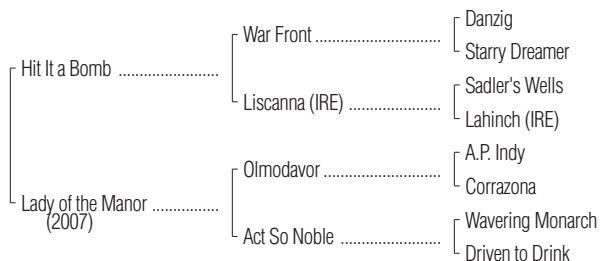 Danzig
War Front ........................
Starry Dreamer
Hit It a Bomb ...................
Sadler's Wells
Liscanna (IRE) .................
Lahinch (IRE)
A.P. Indy
Olmodavor ......................
Corrazona
Lady of the Manor .............
(2007)
Wavering Monarch
Act So Noble ...................
Driven to Drink